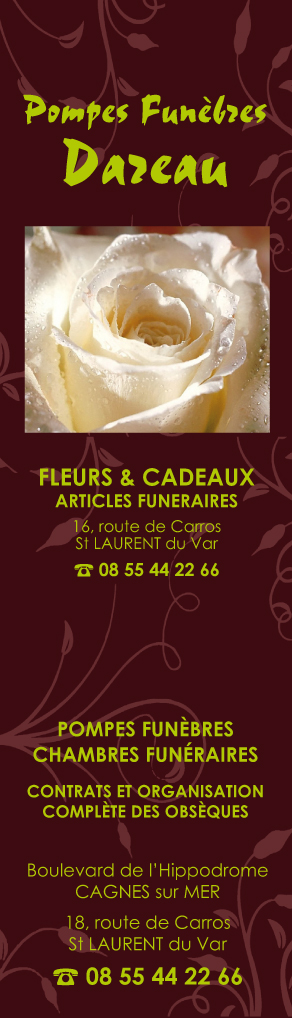 Pompes Funèbres
Dareau
FLEURS & CADEAUX
ARTICLES FUNERAIRES
16, route de Carros
St LAURENT du Var
☎ 08 55 44 22 66
POMPES FUNÈBRES
CHAMBRES FUNÉRAIRES
CONTRATS ET ORGANISATION
COMPLÈTE DES OBSÈQUES
Boulevard de l'Hippodrome
CAGNES sur MER
18, route de Carros
St LAURENT du Var
☎ 08 55 44 22 66